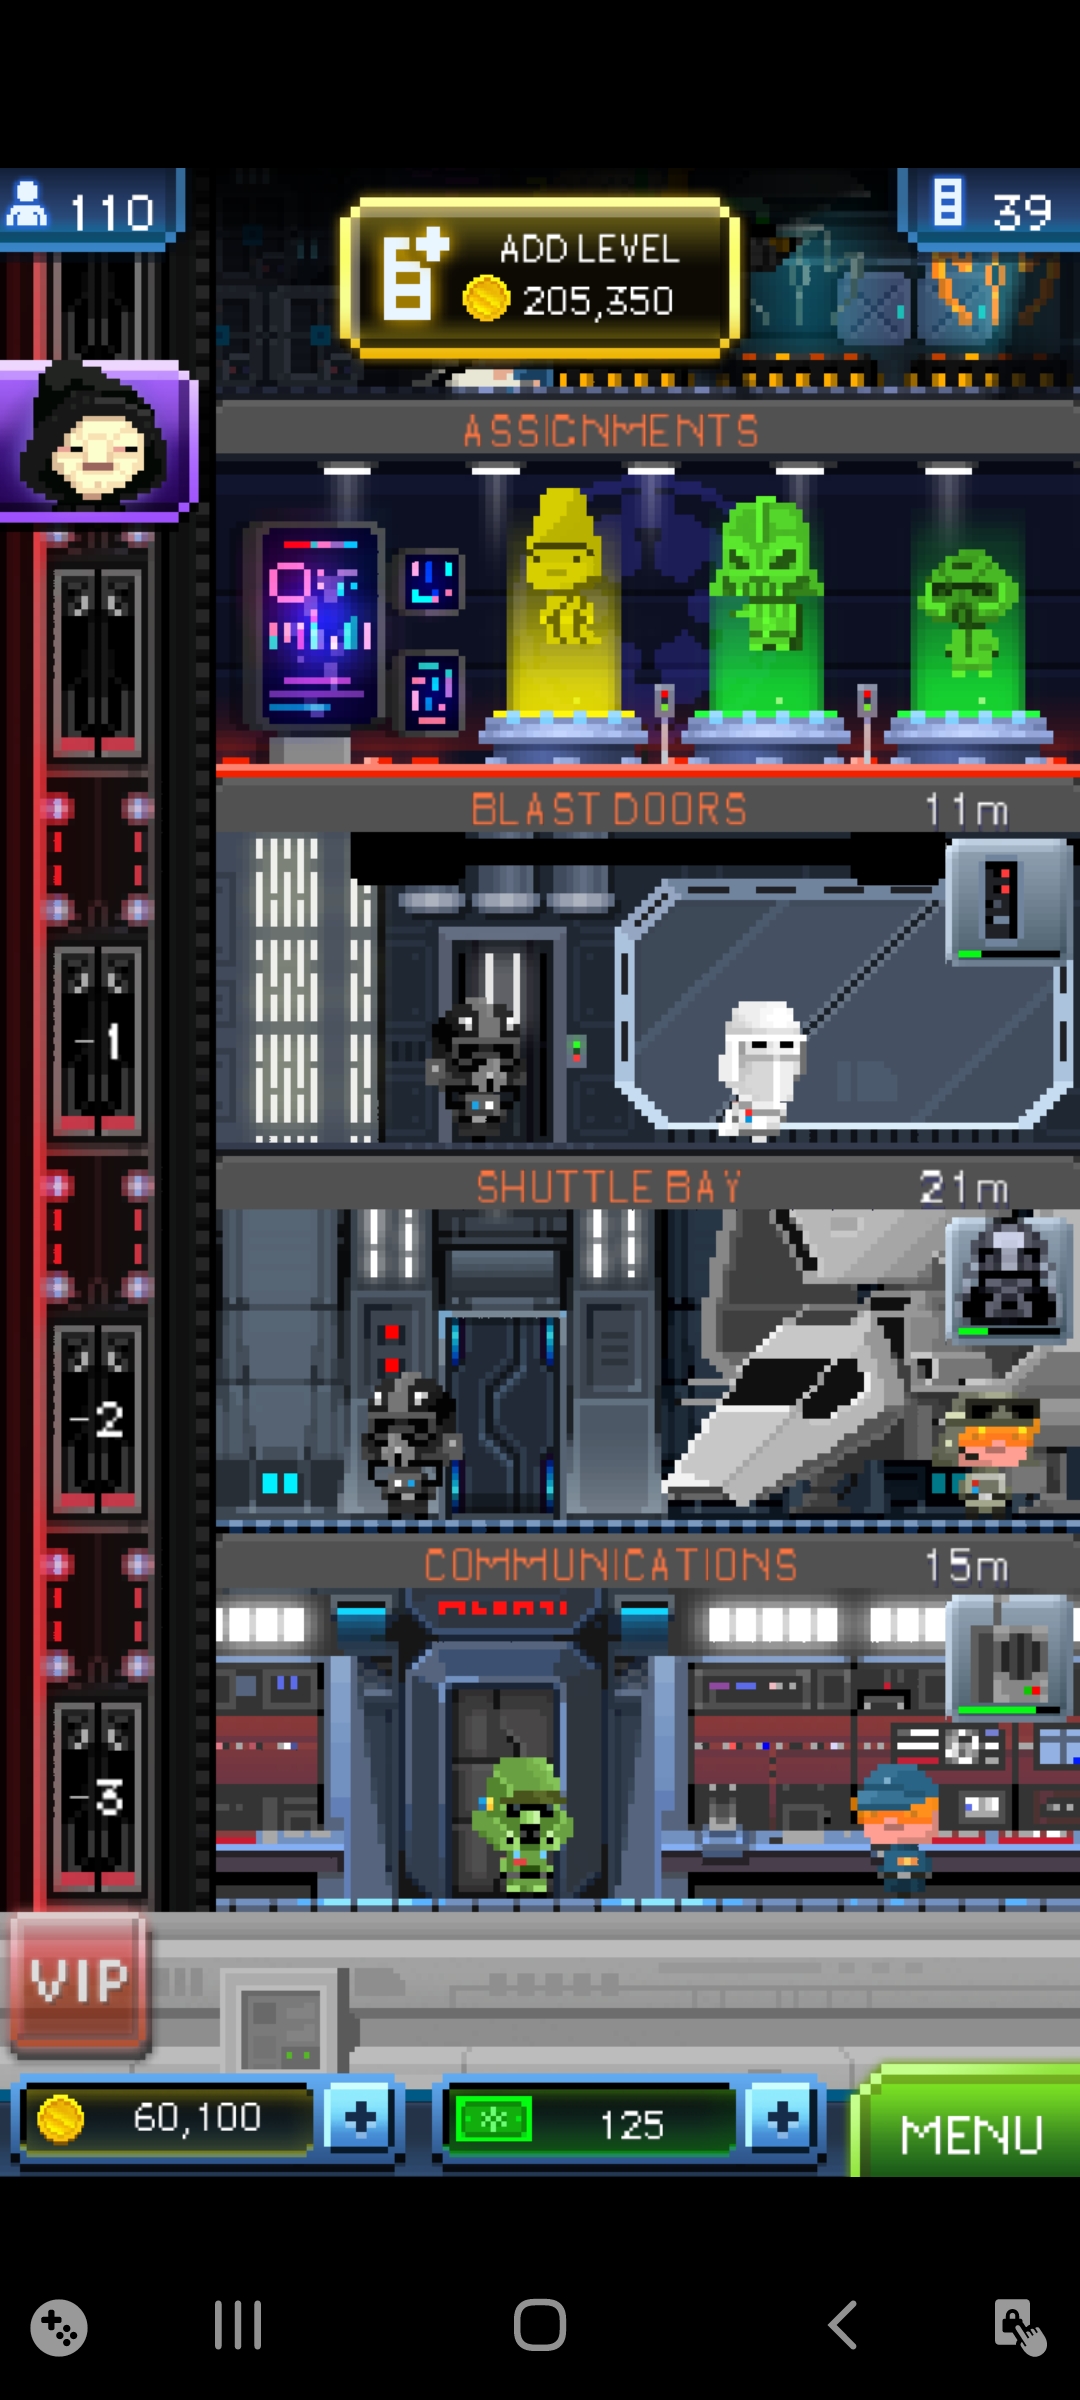 110
ADD LEVEL
205,350
39
ASSIGNMENTS
BLAST DOORS 11m
-1
SHUTTLE BAY 21m
-2
COMMUNICATIONS 15m
-3
VIP
60,100
125
MENU